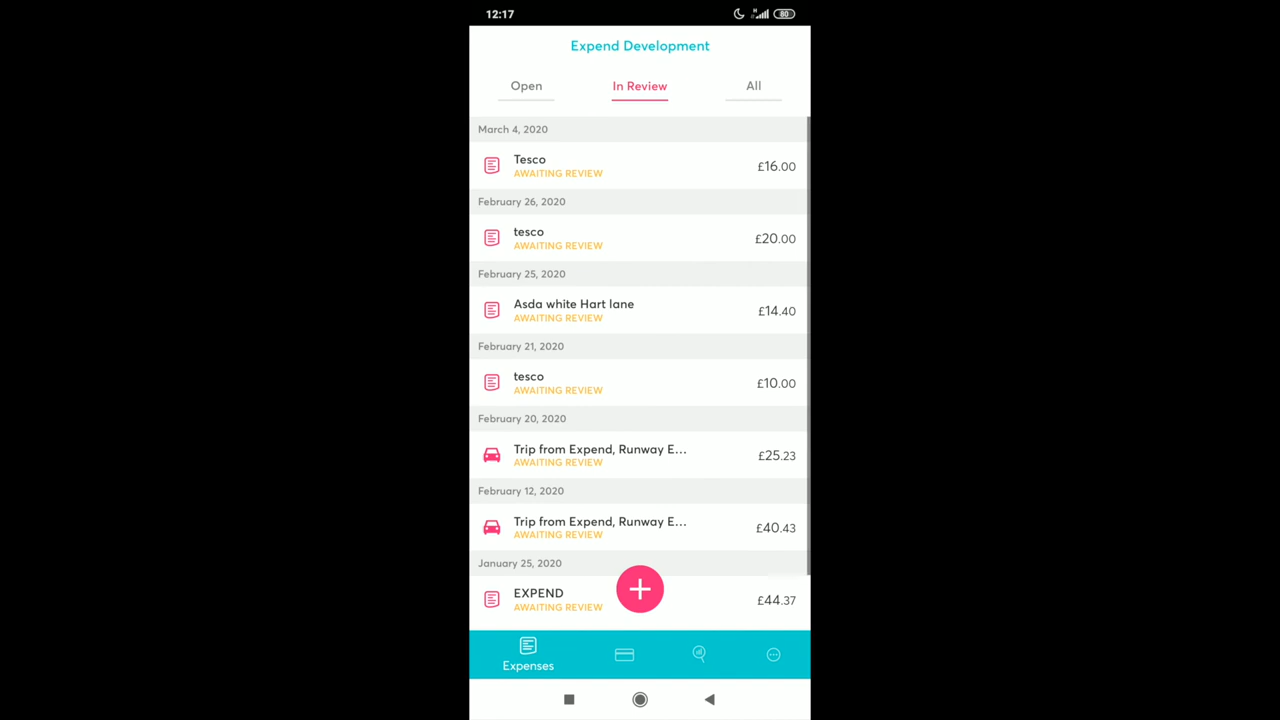 12:17
H
80
Expend Development
Open
In Review
All
March 4, 2020
Tesco
£16.00
AWAITING REVIEW
February 26, 2020
tesco
£20.00
AWAITING REVIEW
February 25, 2020
Asda white Hart lane
£14.40
AWAITING REVIEW
February 21, 2020
tesco
£10.00
AWAITING REVIEW
February 20, 2020
Trip from Expend, Runway E...
£25.23
AWAITING REVIEW
February 12, 2020
Trip from Expend, Runway E...
£40.43
AWAITING REVIEW
January 25, 2020
EXPEND
£44.37
AWAITING REVIEW
Expenses